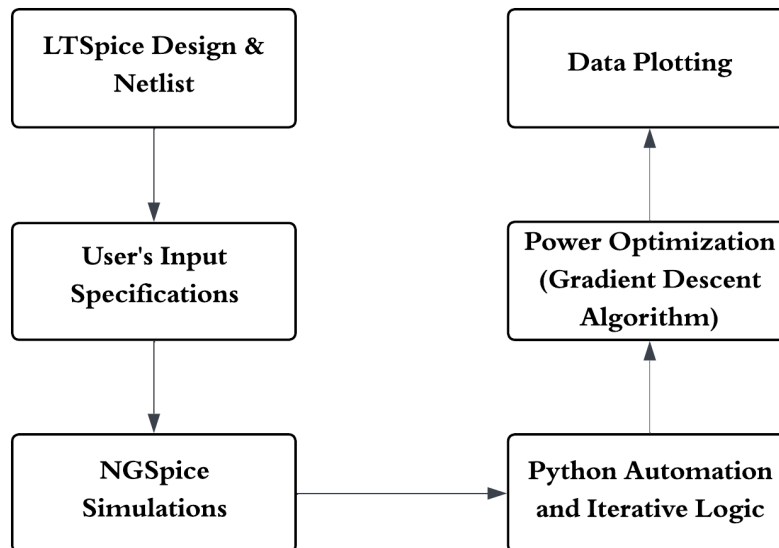 LTSpice Design &
Netlist
User's Input
Specifications
NGSpice
Simulations
Python Automation
and Iterative Logic
Power Optimization
(Gradient Descent
Algorithm)
Data Plotting